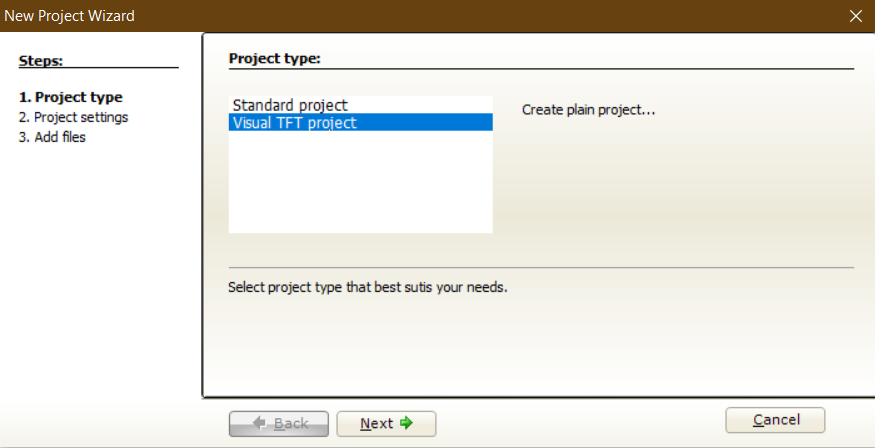 New Project Wizard
Steps:
1. Project type
2. Project settings
3. Add files
Project type:
Standard project
Visual TFT project
Create plain project...
Select project type that best sutis your needs.
Back
Next
Cancel